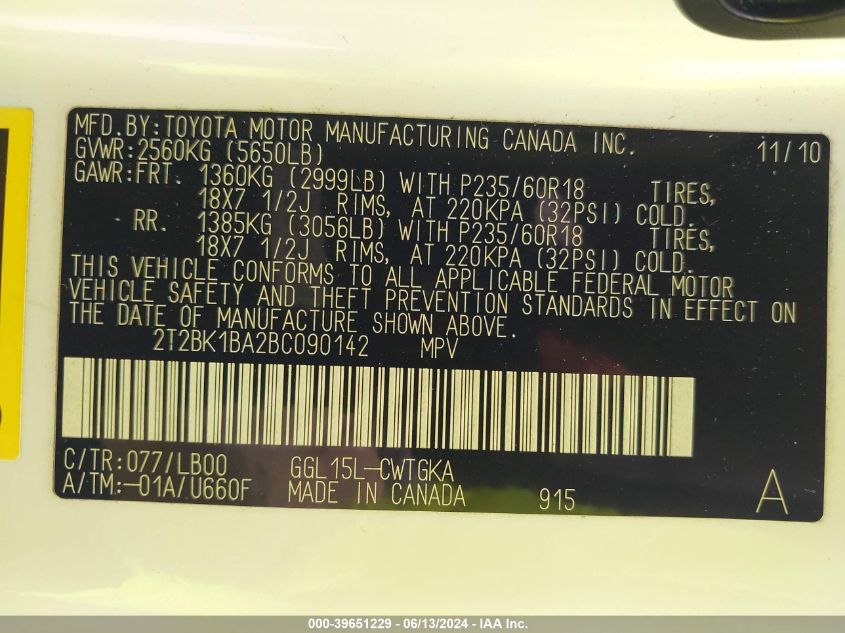 MFD.BY:TOYOTA MOTOR MANUFACTURING CANADA INC. 11/10
GVWR:2560KG (5650LB)
GAWR:FRT. 1360KG (2999LB) WITH P235/60R18 TIRES,
18X7 1/2J RIMS, AT 220KPA (32PSI) COLD.
RR. 1385KG (3056LB) WITH P235/60R18 TIRES,
18X7 1/2J RIMS, AT 220KPA (32PSI) COLD.
THIS VEHICLE CONFORMS TO ALL APPLICABLE FEDERAL MOTOR
VEHICLE SAFETY AND THEFT PREVENTION STANDARDS IN EFFECT ON
THE DATE OF MANUFACTURE SHOWN ABOVE.
2T2BK1BA2BC090142 MPV
C/TR:077/LB00 GGL15L-CWTGKA
A/TM:-01A/U660F MADE IN CANADA 915 A
000-39651229 - 06/13/2024 - IAA Inc.